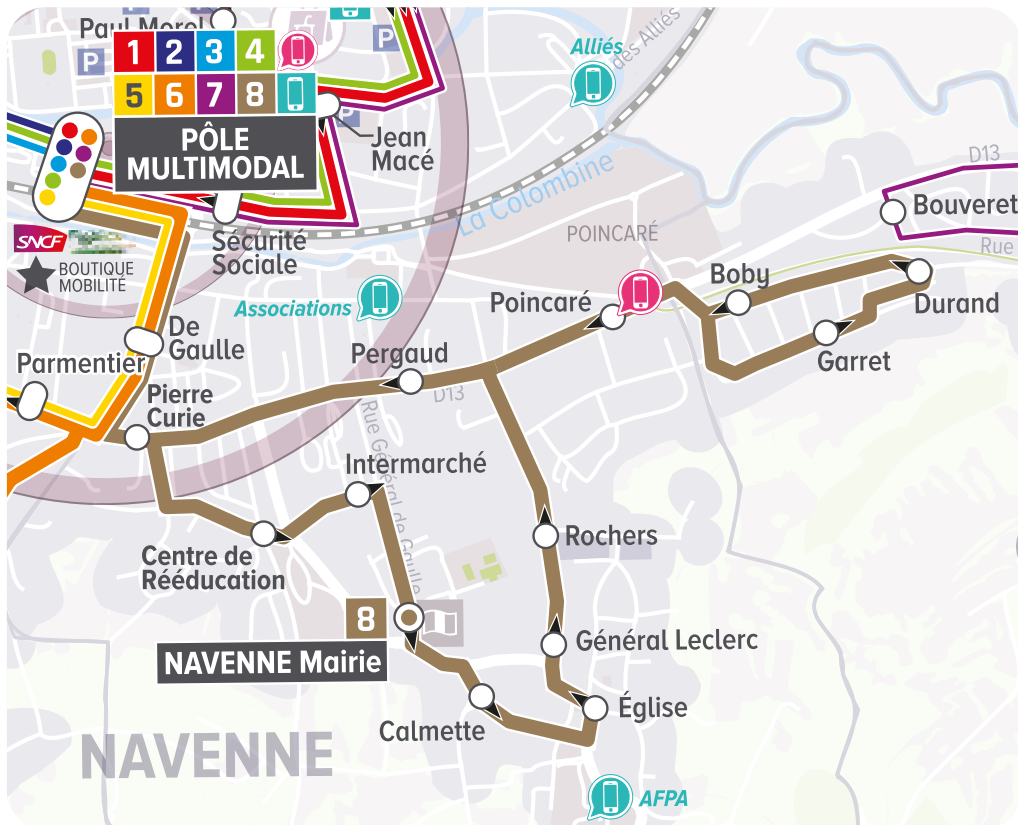 Paul Morel
P
P
P
1 2 3 4
5 6 7 8
PÔLE
MULTIMODAL
Jean
Macé
Alliés
des Alliés
La Colombine
D13
Bouveret
Rue
SNCF
BOUTIQUE
MOBILITÉ
Sécurité
Sociale
Associations
POINCARÉ
Poincaré
Boby
Durand
Garret
De
Gaulle
Parmentier
Pierre
Curie
Pergaud
D13
Rue Général de Gaulle
Intermarché
Centre de
Rééducation
Rochers
8
NAVENNE Mairie
Général Leclerc
Église
Calmette
NAVENNE
AFPA